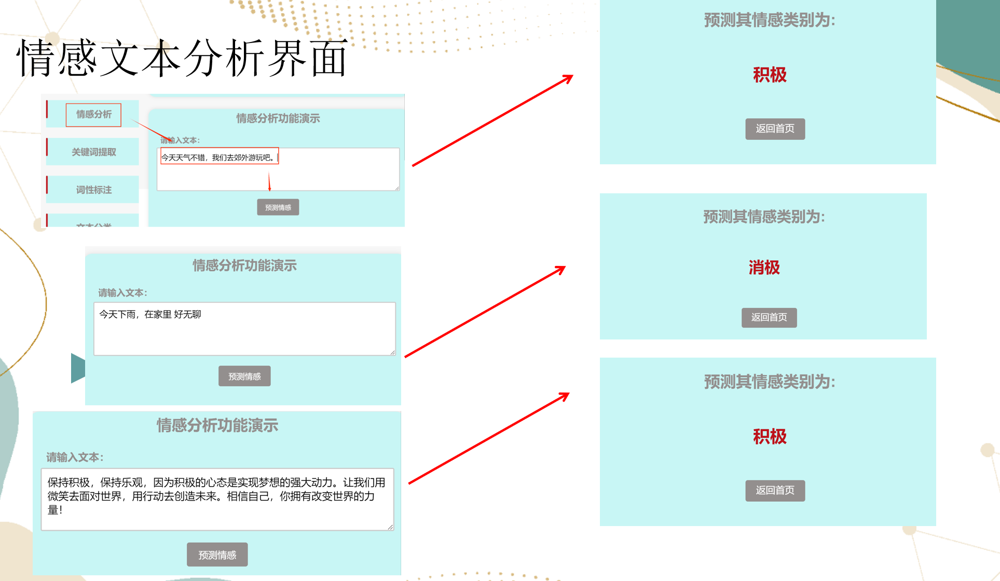 情感文本分析界面
情感分析
关键词提取
词性标注
文本分类
情感分析功能演示
请输入文本：
今天天气不错，我们去郊外游玩吧。
预测情感
预测其情感类别为:
积极
返回首页
情感分析功能演示
请输入文本：
今天下雨，在家里 好无聊
预测情感
预测其情感类别为:
消极
返回首页
情感分析功能演示
请输入文本：
保持积极，保持乐观，因为积极的心态是实现梦想的强大动力。让我们用
微笑去面对世界，用行动去创造未来。相信自己，你拥有改变世界的力
量！
预测情感
预测其情感类别为:
积极
返回首页